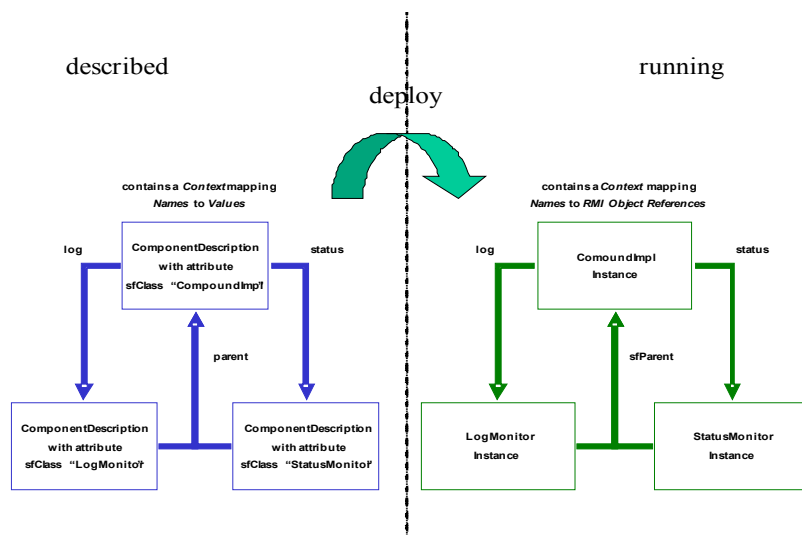 described
running
deploy
contains a Context mapping
Names to Values
log
ComponentDescription
with attribute
sfClass “CompoundImpl”
status
parent
ComponentDescription
with attribute
sfClass “LogMonitor”
ComponentDescription
with attribute
sfClass “StatusMonitor”
contains a Context mapping
Names to RMI Object References
log
ComoundImpl
Instance
status
sfParent
LogMonitor
Instance
StatusMonitor
Instance